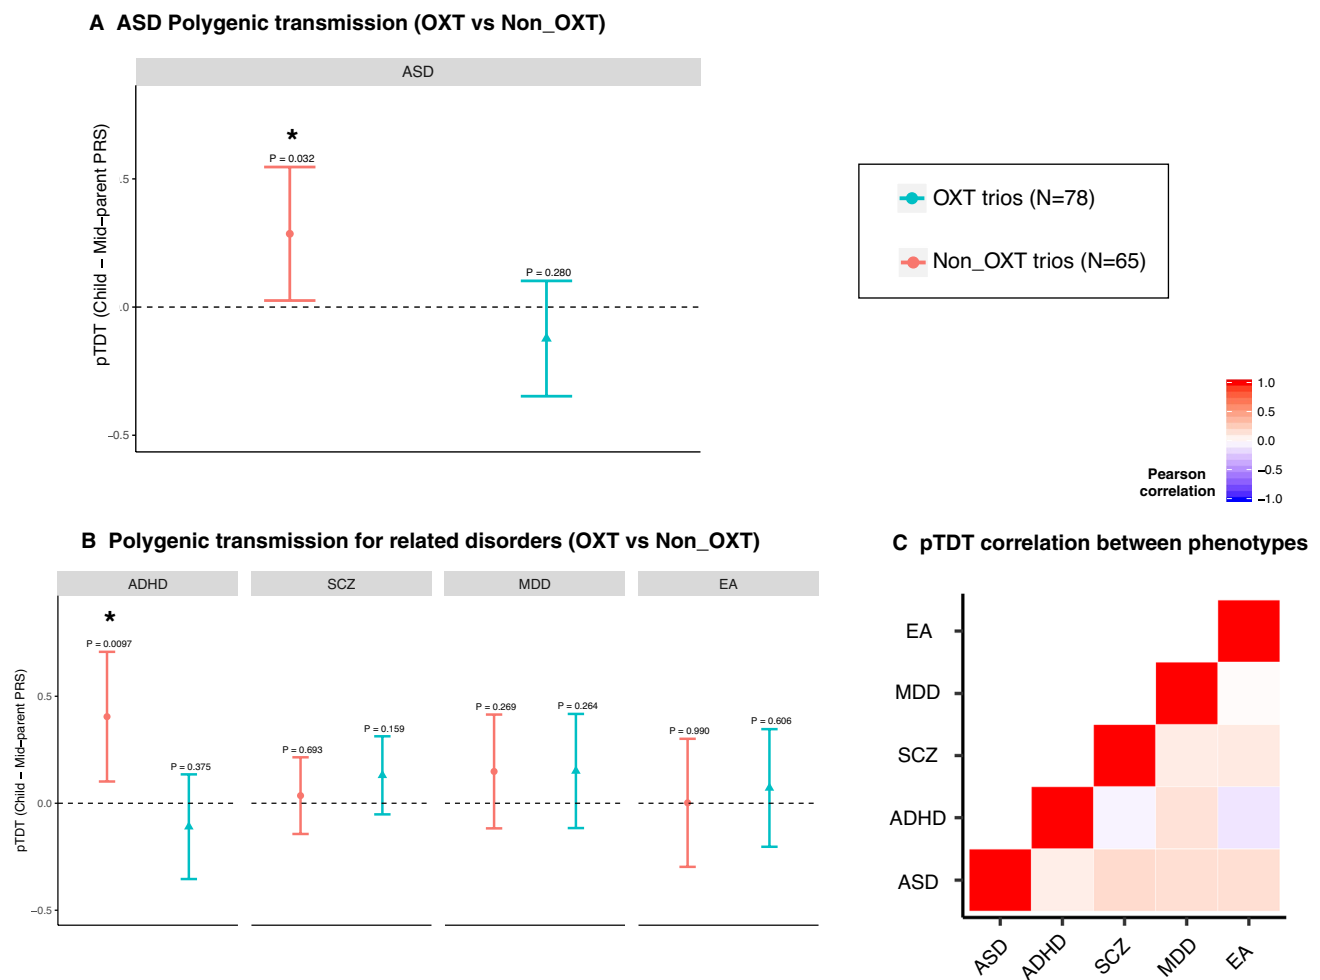 A ASD Polygenic transmission (OXT vs Non_OXT)
ASD
pTDT (Child − Mid−parent PRS)
.5
.0
−0.5
*
P = 0.032
P = 0.280
OXT trios (N=78)
Non_OXT trios (N=65)
1.0
0.5
0.0
−0.5
−1.0
Pearson
correlation
B Polygenic transmission for related disorders (OXT vs Non_OXT)
ADHD
SCZ
MDD
EA
pTDT (Child − Mid−parent PRS)
0.5
0.0
−0.5
*
P = 0.0097
P = 0.375
P = 0.693
P = 0.159
P = 0.269
P = 0.264
P = 0.990
P = 0.606
C pTDT correlation between phenotypes
EA
MDD
SCZ
ADHD
ASD
ASD
ADHD
SCZ
MDD
EA